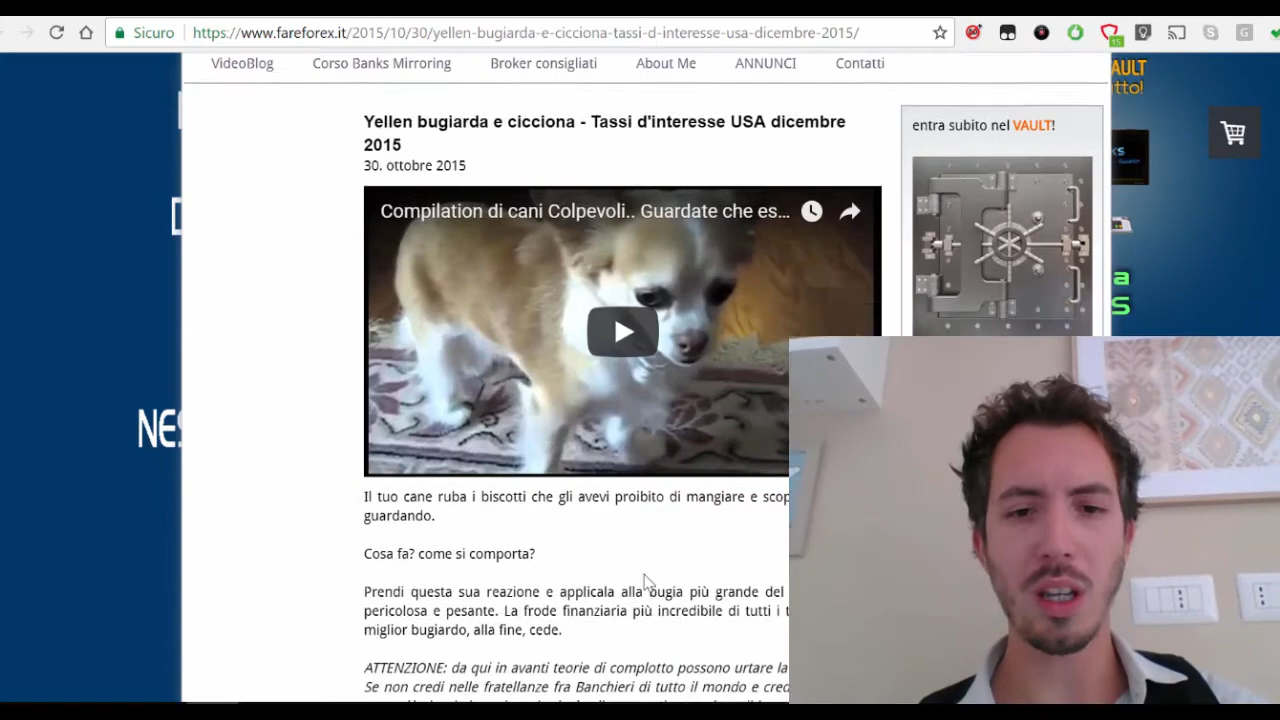 Sicuro
https://www.fareforex.it/2015/10/30/yellen-bugiarda-e-cicciona-tassi-d-interesse-usa-dicembre-2015/
15
G
VideoBlog
Corso Banks Mirroring
Broker consigliati
About Me
ANNUNCI
Contatti
VAULT
utto!
Yellen bugiarda e cicciona - Tassi d'interesse USA dicembre
2015
30. ottobre 2015
entra subito nel VAULT!
Compilation di cani Colpevoli.. Guardate che es...
NES
Il tuo cane ruba i biscotti che gli avevi proibito di mangiare e scop
guardando.
Cosa fa? come si comporta?
Prendi questa sua reazione e applicala alla bugia più grande del
pericolosa e pesante. La frode finanziaria più incredibile di tutti i t
miglior bugiardo, alla fine, cede.
ATTENZIONE: da qui in avanti teorie di complotto possono urtare la
Se non credi nelle fratellanze fra Banchieri di tutto il mondo e cred